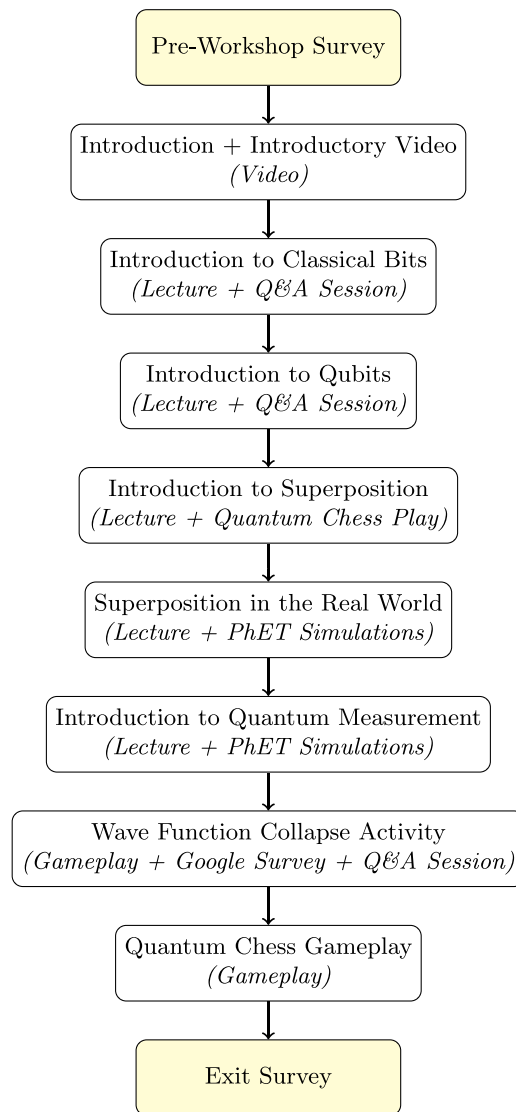 Pre-Workshop Survey
Introduction + Introductory Video
(Video)
Introduction to Classical Bits
(Lecture + Q&A Session)
Introduction to Qubits
(Lecture + Q&A Session)
Introduction to Superposition
(Lecture + Quantum Chess Play)
Superposition in the Real World
(Lecture + PhET Simulations)
Introduction to Quantum Measurement
(Lecture + PhET Simulations)
Wave Function Collapse Activity
(Gameplay + Google Survey + Q&A Session)
Quantum Chess Gameplay
(Gameplay)
Exit Survey